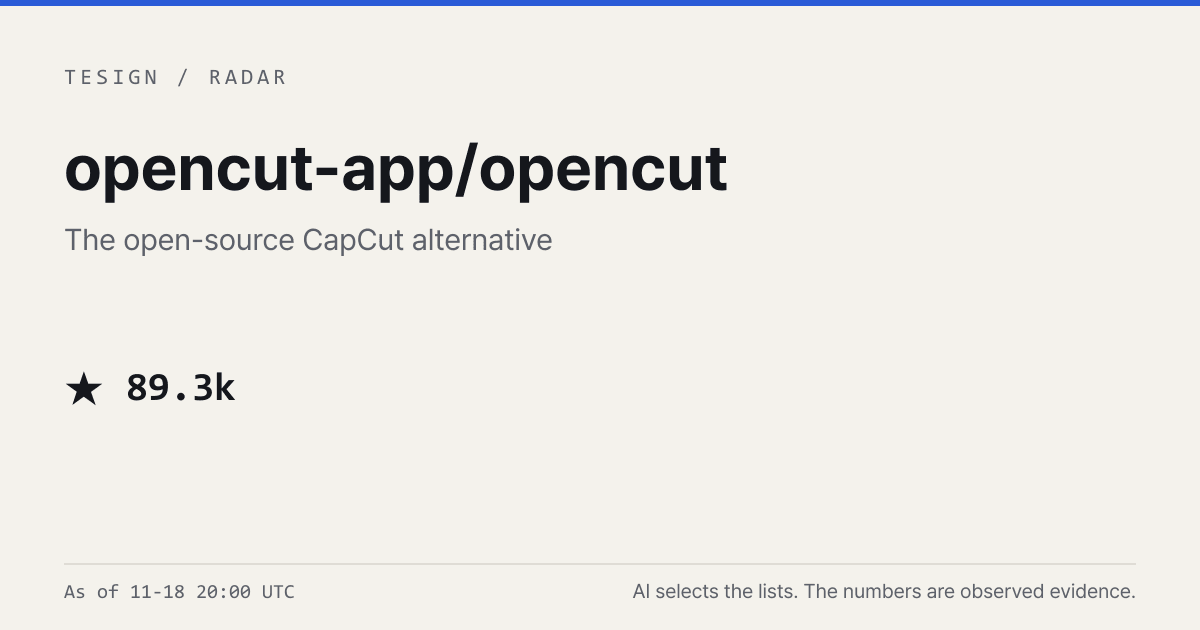 TESIGN / RADAR
opencut-app/opencut
The open-source CapCut alternative
★ 89.3k
As of 11-18 20:00 UTC
AI selects the lists. The numbers are observed evidence.